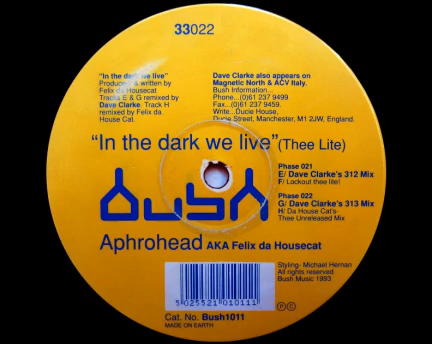 33022
"In the dark we live"
Produced & written by
Felix da Housecat
Tracks E & G remixed by
Dave Clarke. Track H
remixed by Felix da
House Cat.
Dave Clarke also appears on
Magnetic North & ACV Italy.
Bush Information...
Phone...(0)61 237 9499
Fax...(0)61 237 9459.
Write...Ducie House,
Ducie Street, Manchester, M1 2JW, England.
"In the dark we live" (Thee Lite)
Phase 021
E/ Dave Clarke's 312 Mix
F/ Lockout thee lite!
Phase 022
G/ Dave Clarke's 313 Mix
H/ Da House Cat's-
Thee Unreleased Mix
bush
Aphrohead AKA Felix da Housecat
Styling- Michael Hernan
All rights reserved
Bush Music 1993
5 025521 010111
Ⓟ Ⓒ
Cat. No. Bush1011
MADE ON EARTH